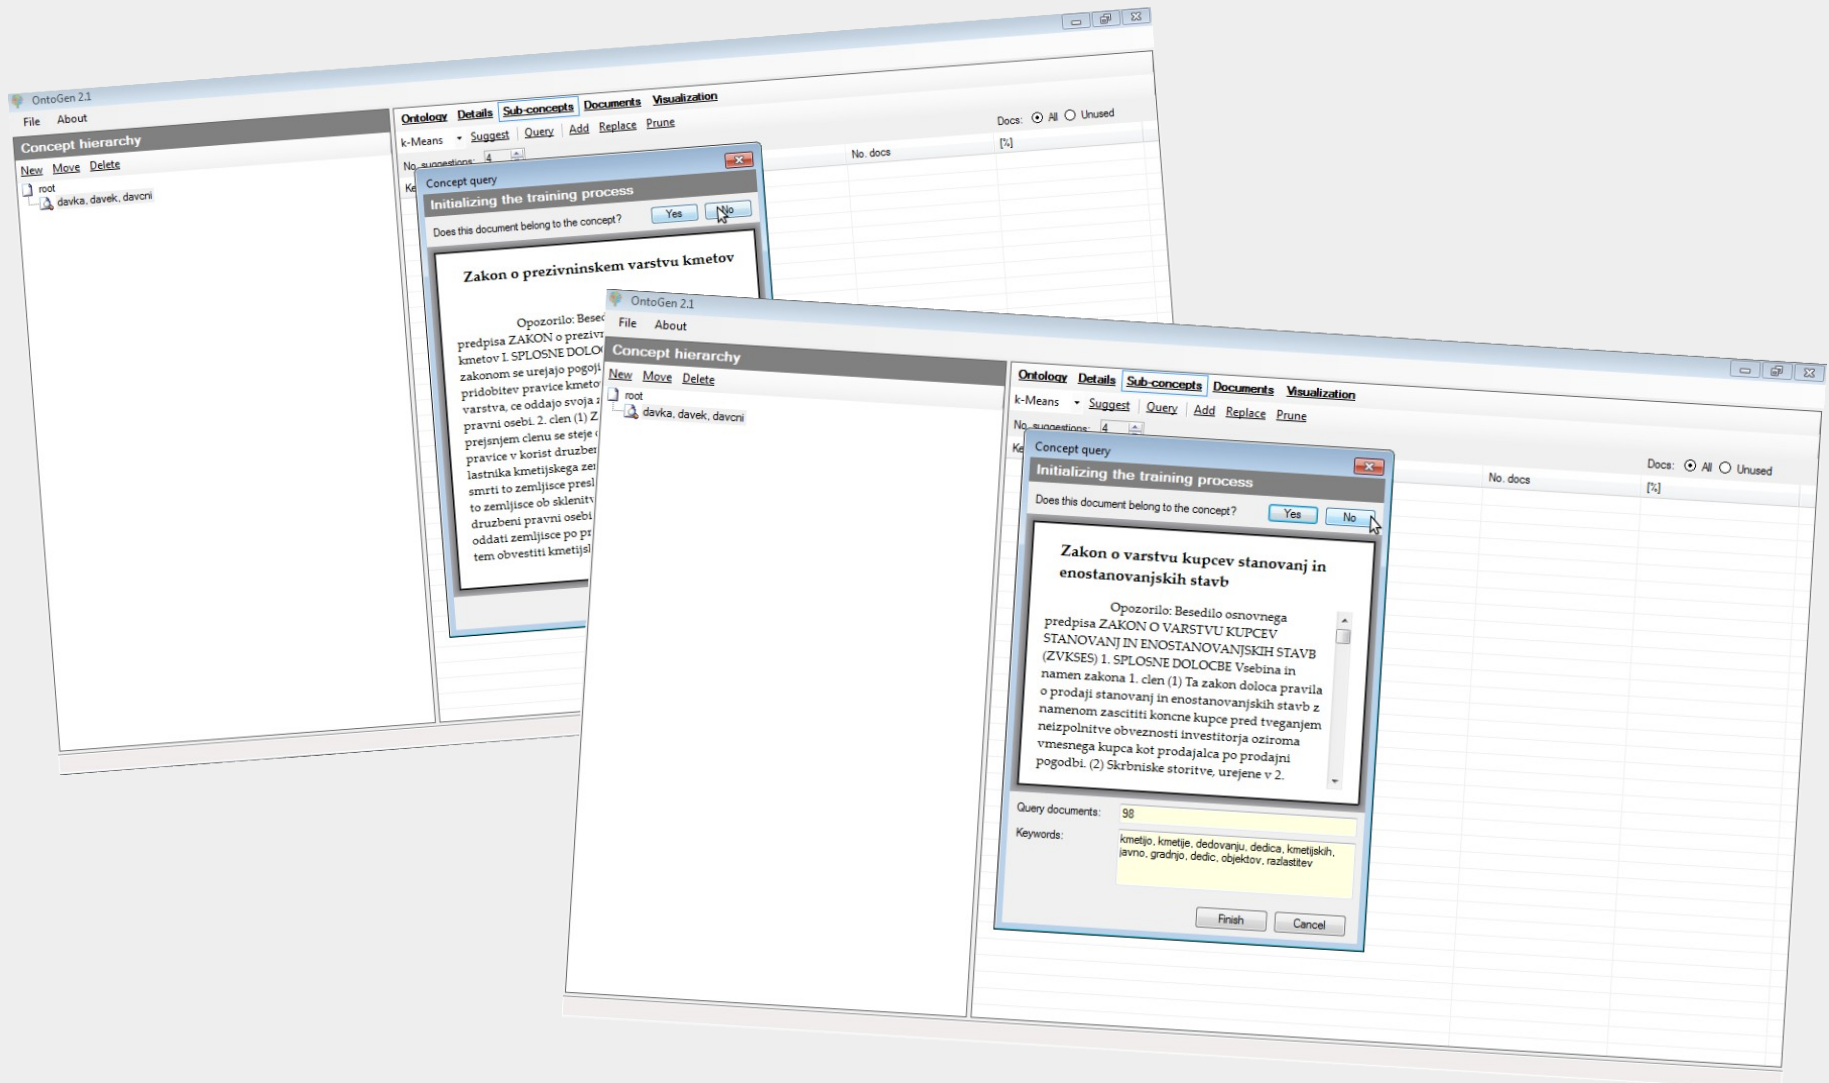 OntoGen 2.1
File About
Concept hierarchy
New Move Delete
root
davka, davek, davcni
Ontology Details Sub-concepts Documents Visualization
k-Means Suggest Query Add Replace Prune
Docs: All Unused
No. suggestions: 4
Ke
No. docs
[%]
Concept query
Initializing the training process
Does this document belong to the concept? Yes No
Zakon o prezivninskem varstvu kmetov
Opozorilo:
predpisa ZAKON o
kmetov I. SPLOSNE
zakonom se urejajo pogoji
pridobitev pravice
varstva, ce oddajo svoja
pravni osebi. 2. clen (1)
prejsnjem clenu se steje
pravice v korist
lastnika kmetijskega
smrti to zemljisce
to zemljisce ob
druzbeni pravni osebi
oddati zemljisce po
tem obvestiti
OntoGen 2.1
File About
Concept hierarchy
New Move Delete
root
davka, davek, davcni
Ontology Details Sub-concepts Documents Visualization
k-Means Suggest Query Add Replace Prune
No. suggestions: 4
Docs: All Unused
Ke
No. docs
[%]
Concept query
Initializing the training process
Does this document belong to the concept? Yes No
Zakon o varstvu kupcev stanovanj in
enostanovanjskih stavb
Opozorilo: Besedilo osnovnega
predpisa ZAKON O VARSTVU KUPCEV
STANOVANJ IN ENOSTANOVANJSKIH STAVB
(ZVKSES) 1. SPLOSNE DOLOCBE Vsebina in
namen zakona 1. clen (1) Ta zakon doloca pravila
o prodaji stanovanj in enostanovanjskih stavb z
namenom zascititi koncne kupce pred tveganjem
neizpolnitve obveznosti investitorja oziroma
vmesnega kupca kot prodajalca po prodajni
pogodbi. (2) Skrbniske storitve, urejene v 2.
Query documents: 98
Keywords: kmetijo, kmetije, dedovanju, dedica, kmetijskih,
javno, gradnjo, dedic, objektov, razlastitev
Finish Cancel